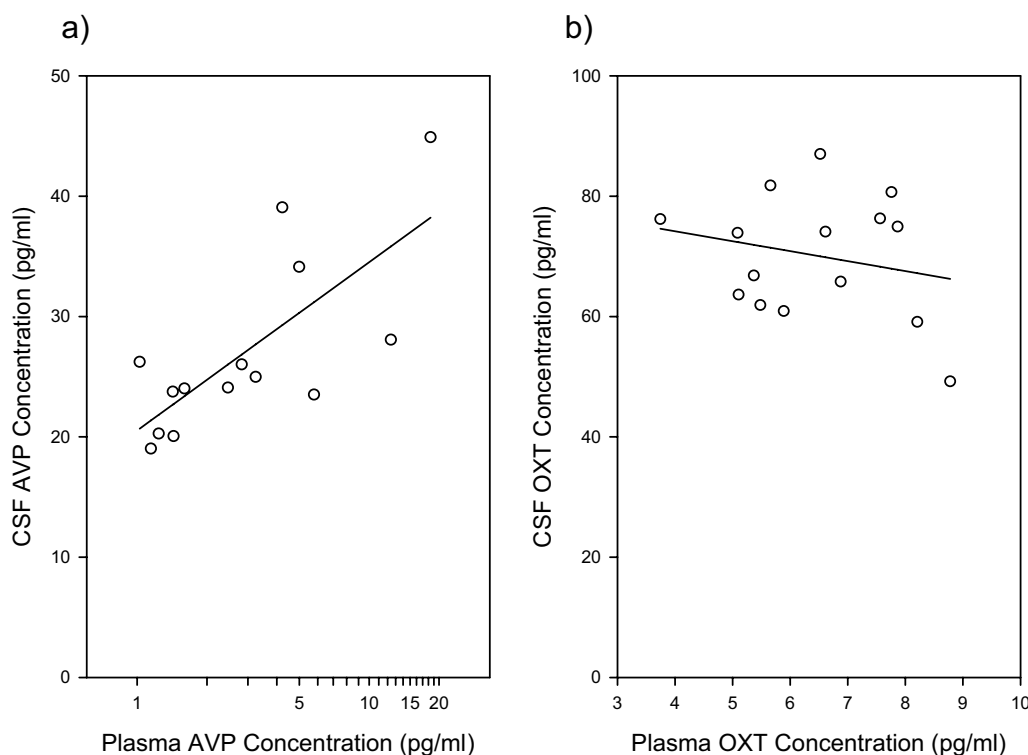 a)
50
40
30
20
10
0
CSF AVP Concentration (pg/ml)
1 5 10 15 20
Plasma AVP Concentration (pg/ml)
b)
100
80
60
40
20
0
CSF OXT Concentration (pg/ml)
3 4 5 6 7 8 9 10
Plasma OXT Concentration (pg/ml)